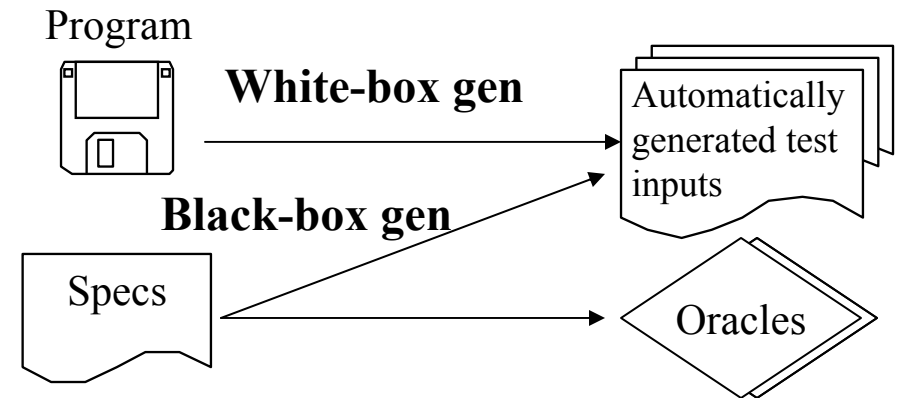 Program
White-box gen
Automatically
generated test
inputs
Black-box gen
Specs
Oracles